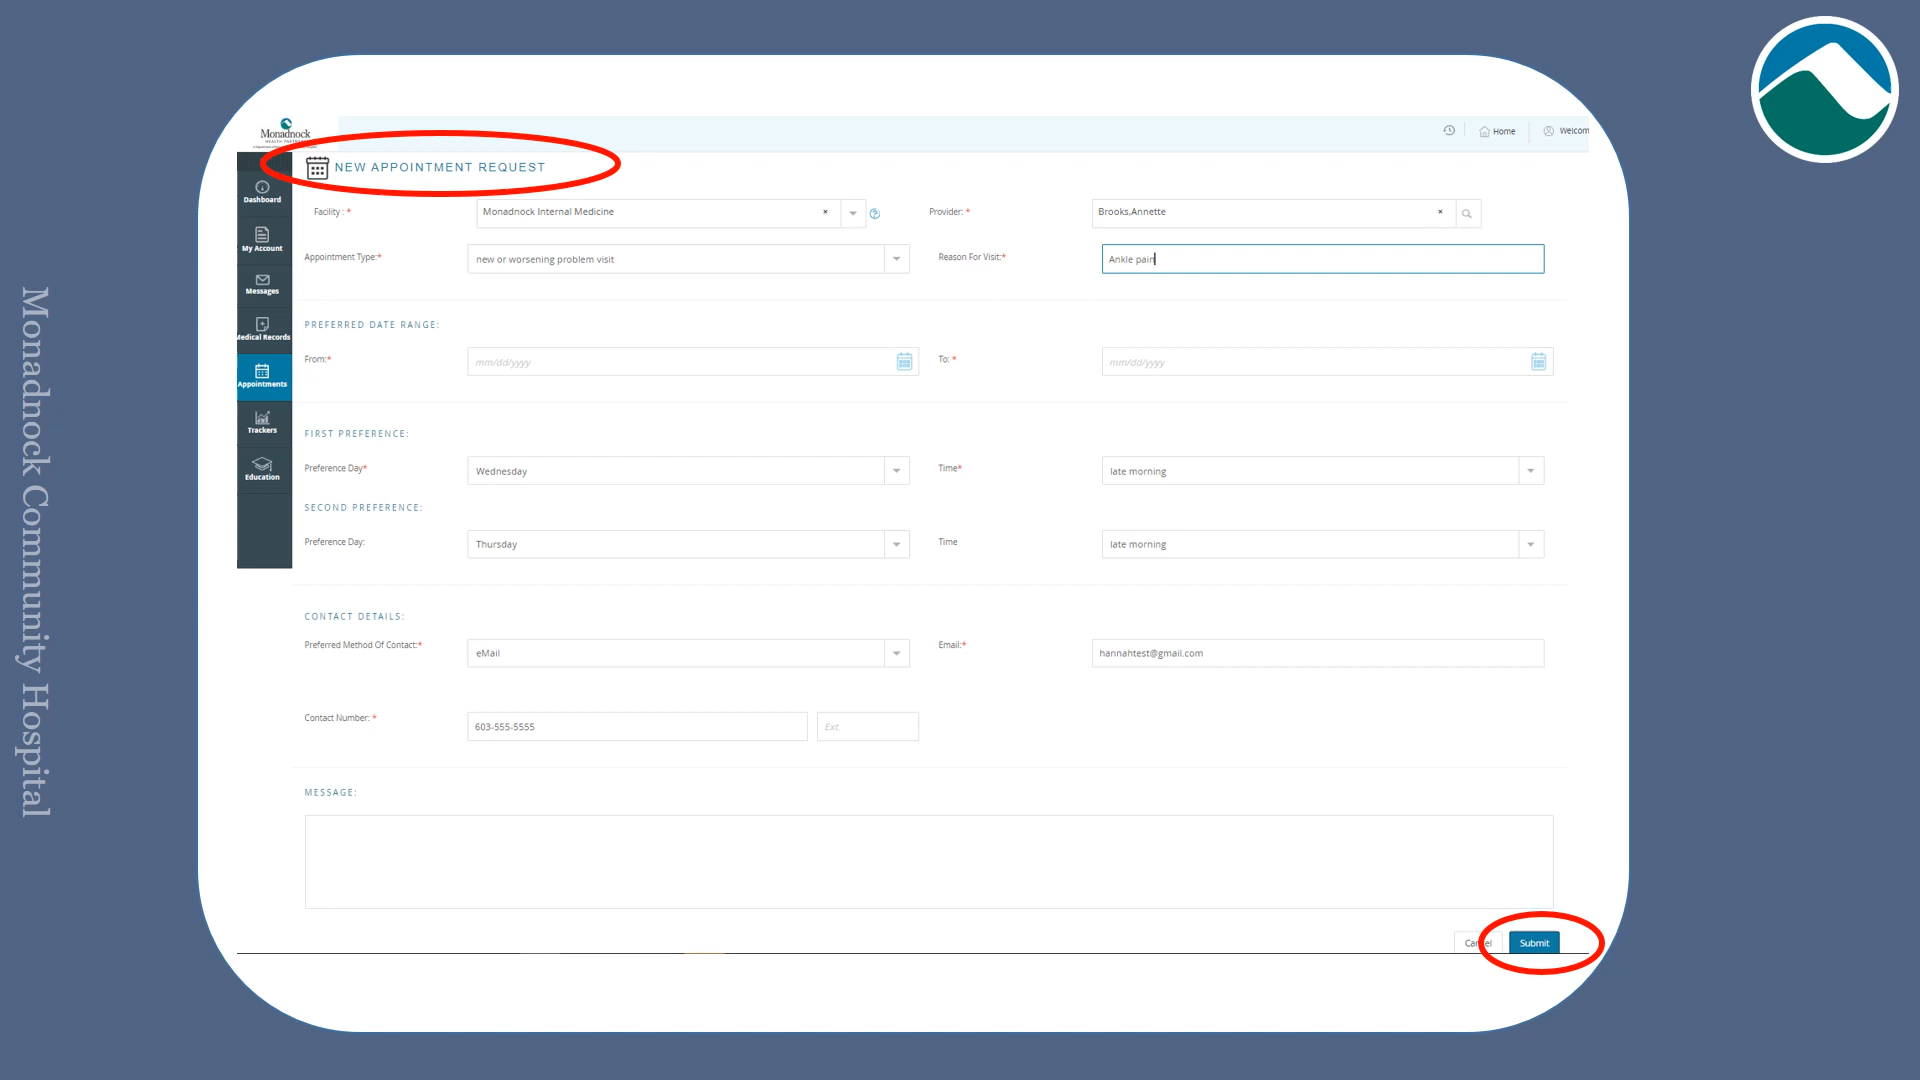 Monadnock Community Hospital
Monadnock
Home
Welcom
NEW APPOINTMENT REQUEST
Dashboard
My Account
Messages
Medical Records
Appointments
Trackers
Education
Facility : * Monadnock Internal Medicine × Provider: * Brooks,Annette ×
Appointment Type:* new or worsening problem visit Reason For Visit:* Ankle pain
PREFERRED DATE RANGE:
From:* mm/dd/yyyy To: * mm/dd/yyyy
FIRST PREFERENCE:
Preference Day* Wednesday Time* late morning
SECOND PREFERENCE:
Preference Day: Thursday Time late morning
CONTACT DETAILS:
Preferred Method Of Contact:* eMail Email:* hannahtest@gmail.com
Contact Number: * 603-555-5555 Ext.
MESSAGE:
Cancel Submit